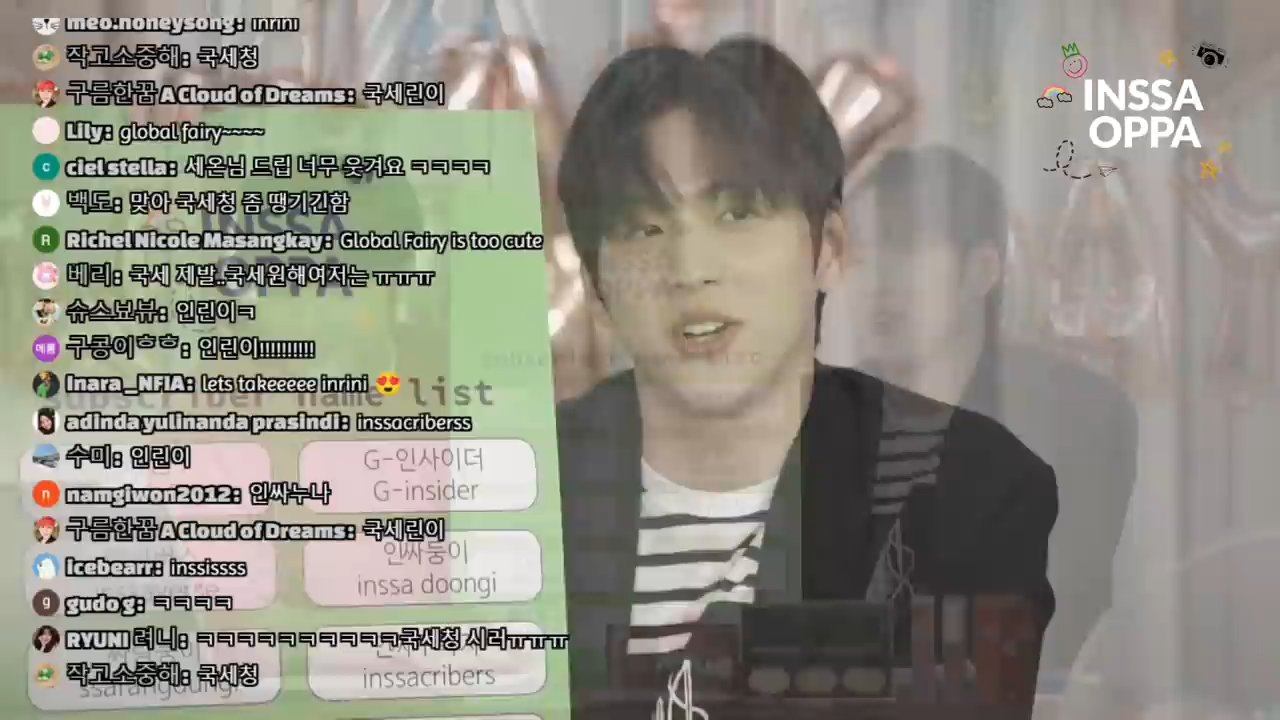 meo.noneysong: inrini
작고소중해: 국세청
구름한꿈 A Cloud of Dreams: 국세린이
Lily: global fairy~~~~
ciel stella: 세온님 드립 너무 웃겨요 ㅋㅋㅋㅋ
백도: 맞아 국세청 좀 땡기긴함
Richel Nicole Masangkay: Global Fairy is too cute
베리: 국세 제발..국세원해여저는 ㅠㅠㅠ
슈스뵤뷰: 인린이ㅋ
구콩이ㅎㅎ: 인린이!!!!!!!!!!
Inara_NFIA: lets takeeeee inrini 😍
adinda yulinanda prasindi: inssacriberss
수미: 인린이
namgiwon2012: 인싸누나
구름한꿈 A Cloud of Dreams: 국세린이
icebearr: inssissss
gudo g: ㅋㅋㅋㅋ
RYUNI 려니: ㅋㅋㅋㅋㅋㅋㅋㅋㅋㅋ국세청 시러ㅠㅠㅠ
작고소중해: 국세청
INSSA
OPPA
INSSA
OPPA
subscriber name list
G-인사이더
G-insider
인싸둥이
inssa doongi
inssacribers